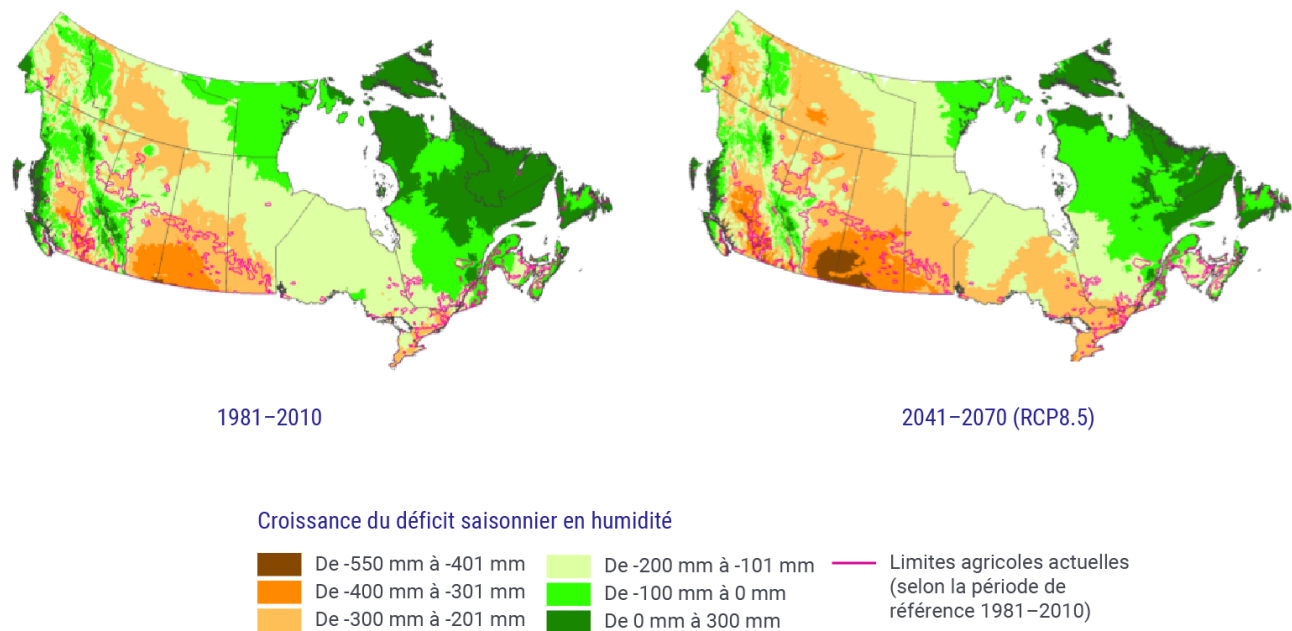 1981–2010
2041–2070 (RCP8.5)
Croissance du déficit saisonnier en humidité
De -550 mm à -401 mm
De -400 mm à -301 mm
De -300 mm à -201 mm
De -200 mm à -101 mm
De -100 mm à 0 mm
De 0 mm à 300 mm
Limites agricoles actuelles
(selon la période de
référence 1981–2010)